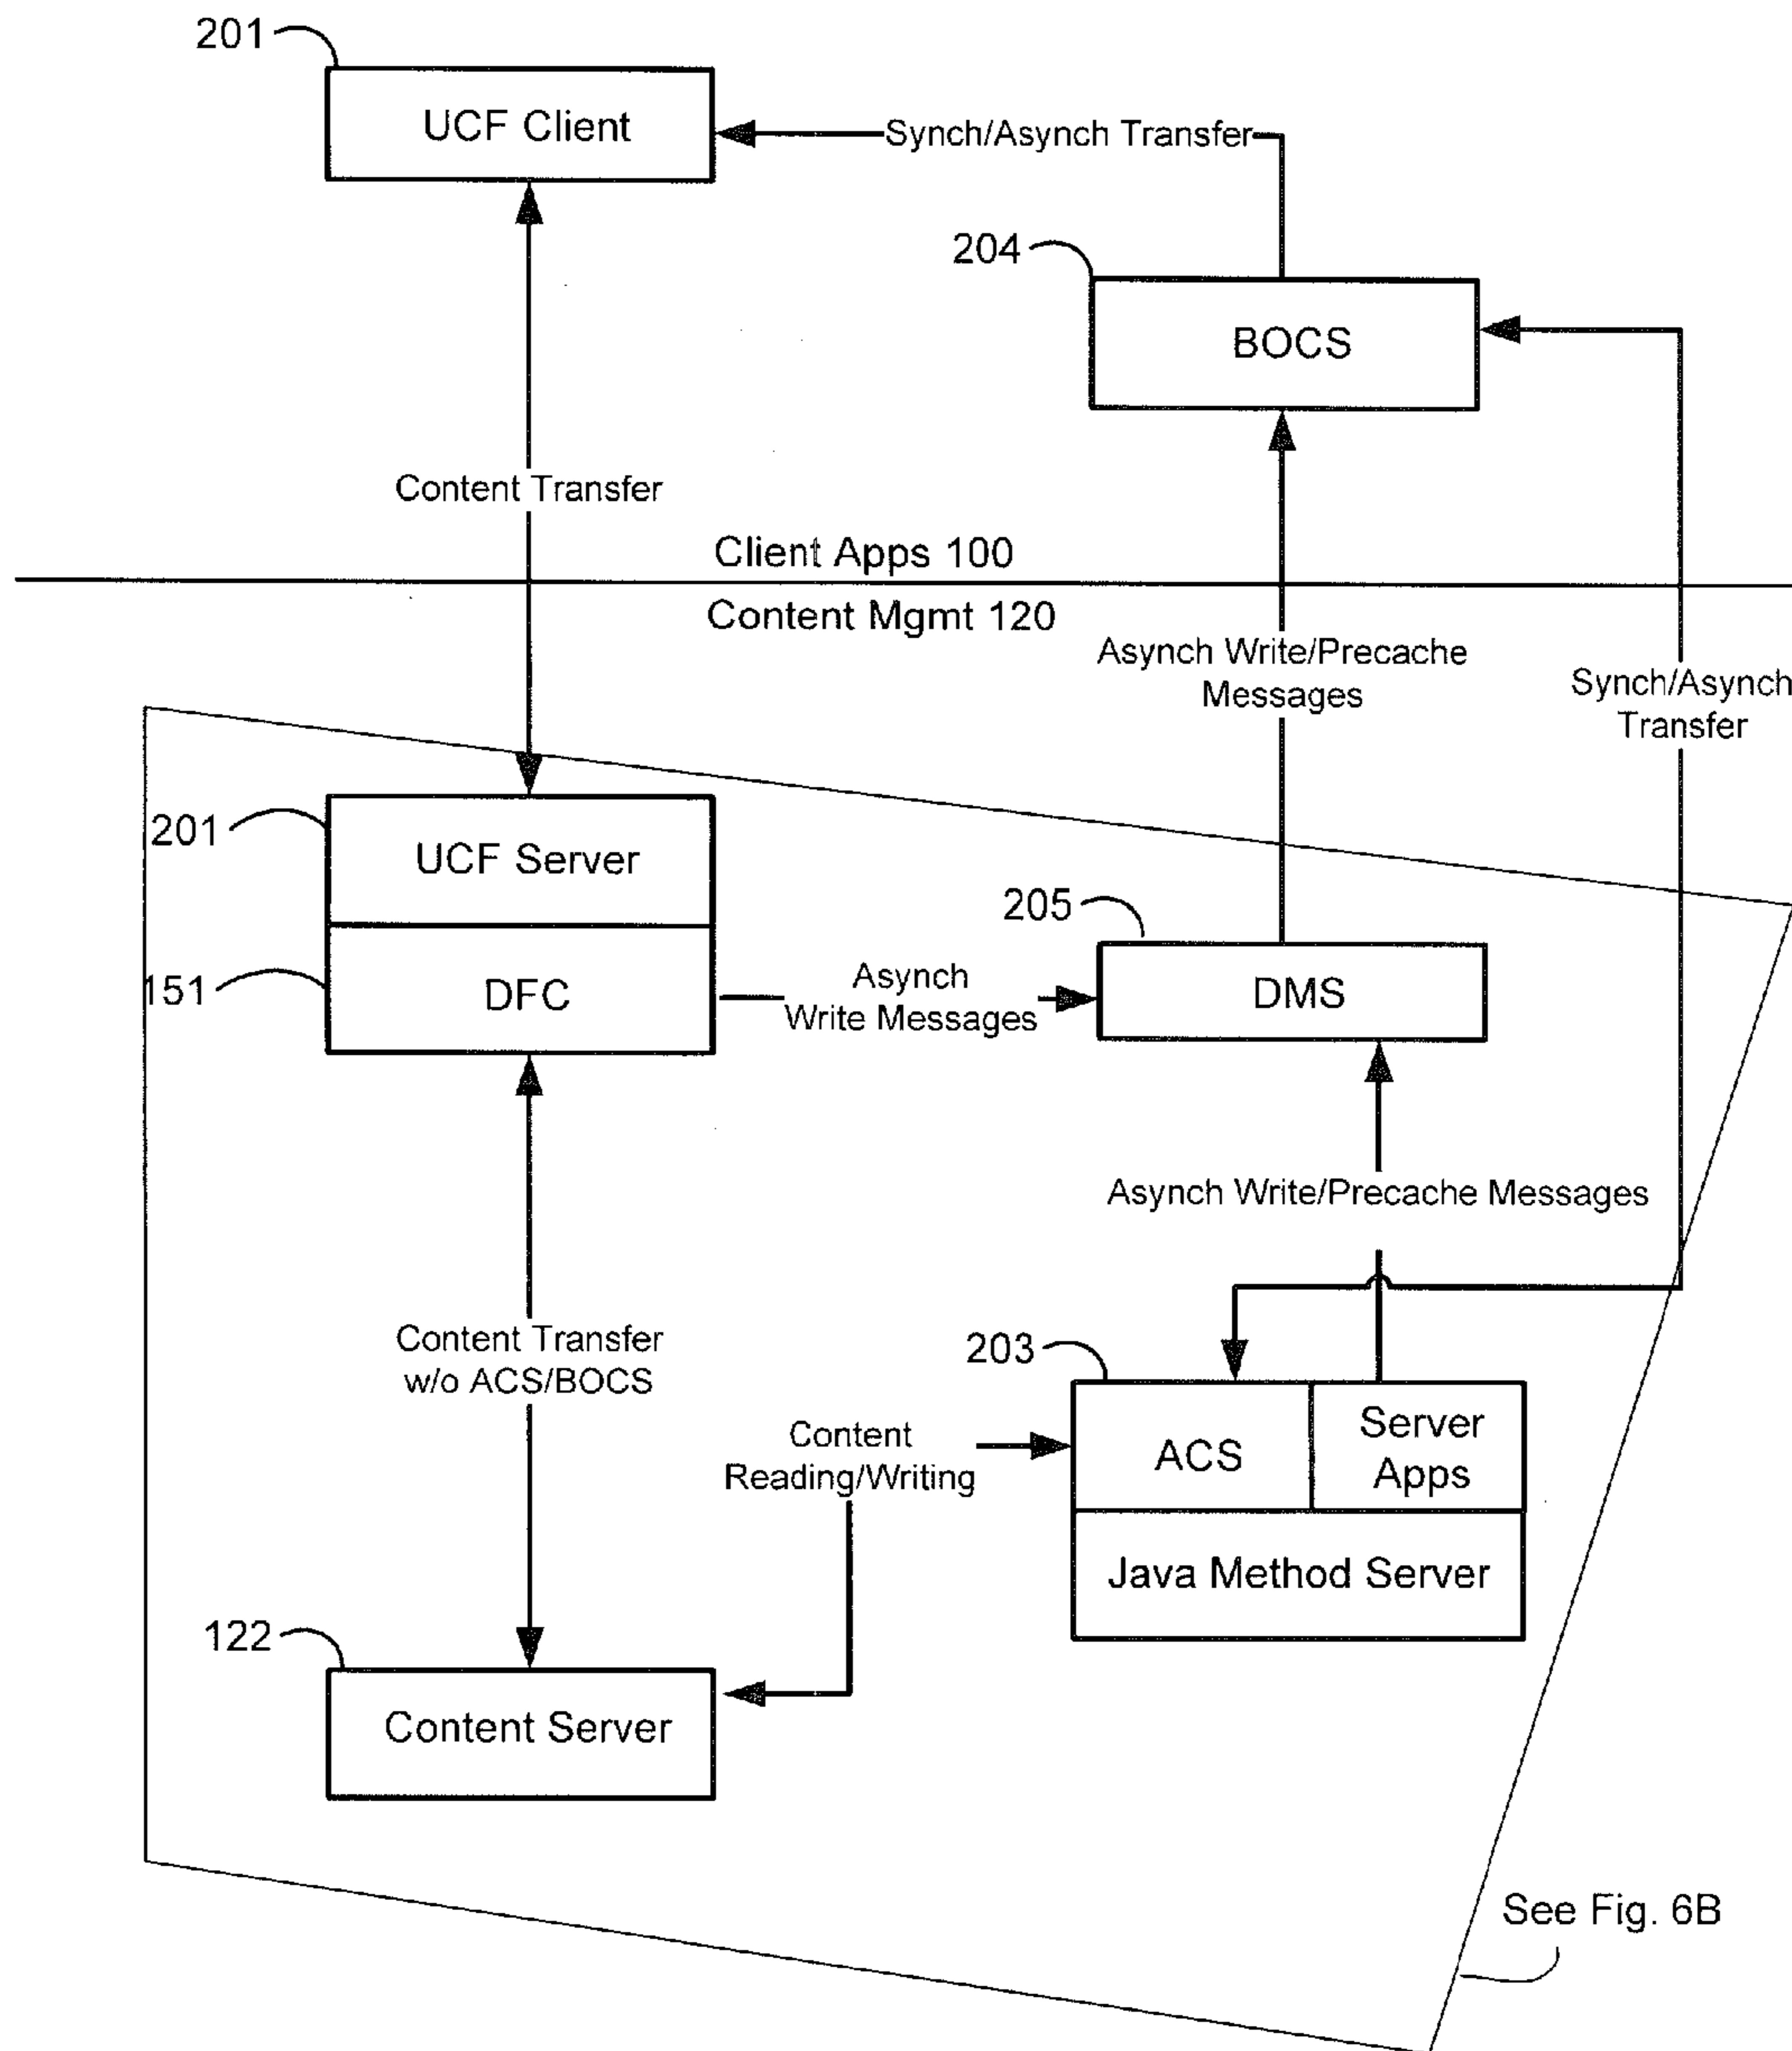 201
UCF Client
Synch/Asynch Transfer
204
BOCS
Content Transfer
Client Apps 100
Content Mgmt 120
Asynch Write/Precache
Messages
Synch/Asynch
Transfer
201
UCF Server
205
151
DFC
Asynch
Write Messages
DMS
Asynch Write/Precache Messages
Content Transfer
w/o ACS/BOCS
203
Content
Reading/Writing
ACS
Server
Apps
Java Method Server
122
Content Server
See Fig. 6B